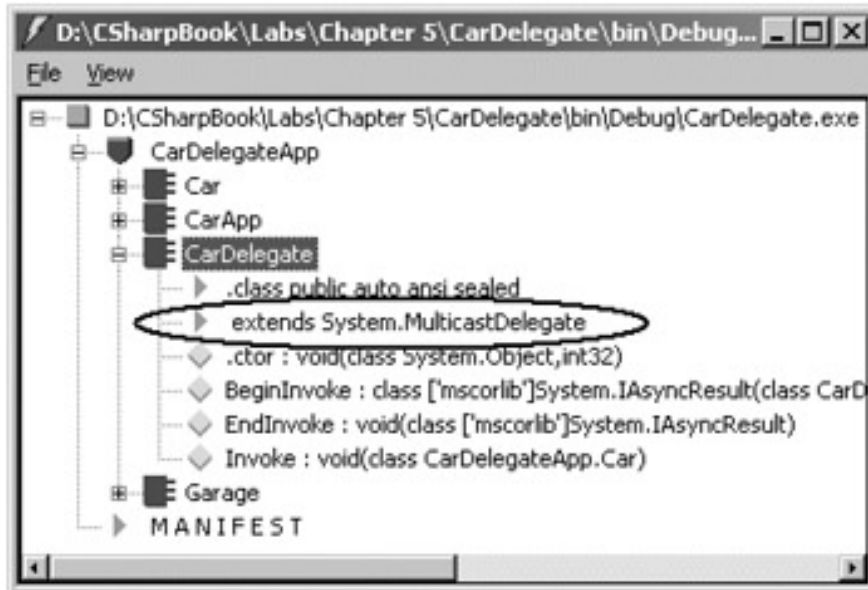 D:\CSharpBook\Labs\Chapter 5\CarDelegate\bin\Debug...
File View
D:\CSharpBook\Labs\Chapter 5\CarDelegate\bin\Debug\CarDelegate.exe
CarDelegateApp
Car
CarApp
CarDelegate
.class public auto ansi sealed
extends System.MulticastDelegate
.ctor : void(class System.Object,int32)
BeginInvoke : class ['mscorlib']System.IAsyncResult(class CarD
EndInvoke : void(class ['mscorlib']System.IAsyncResult)
Invoke : void(class CarDelegateApp.Car)
Garage
M A N I F E S T